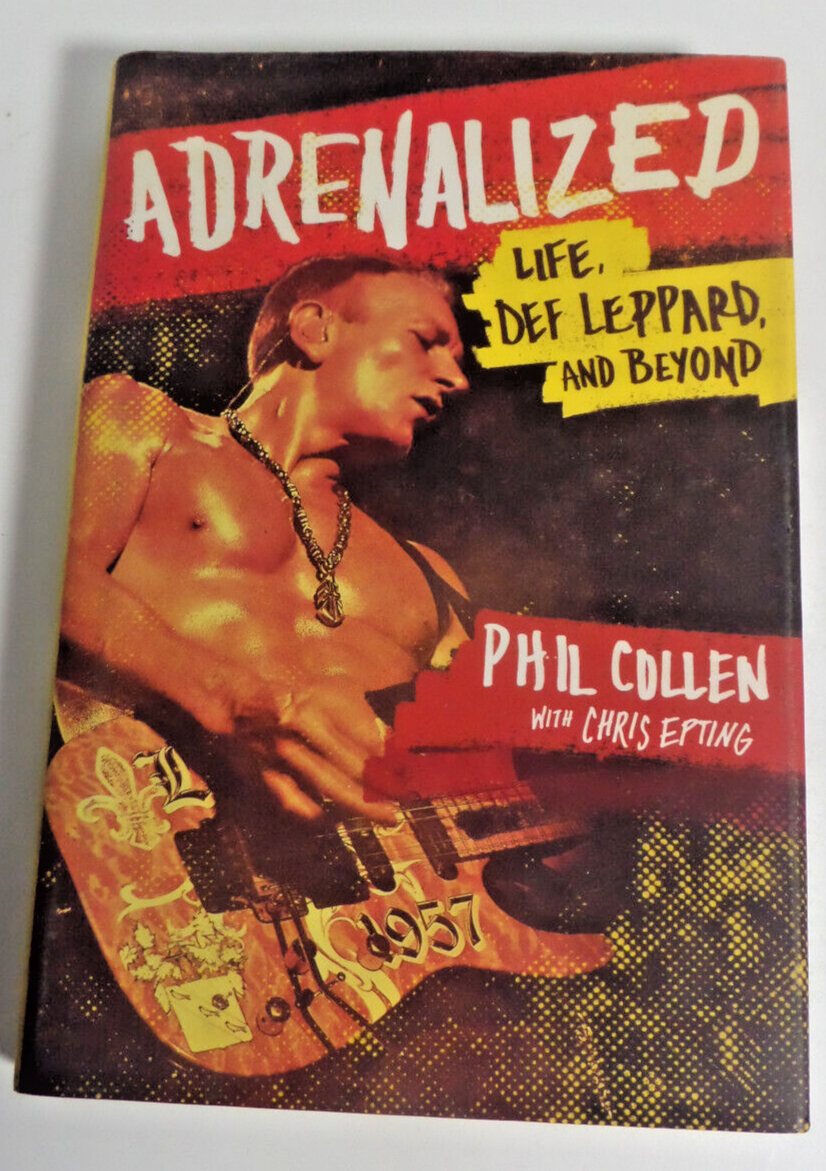 ADRENALIZED
LIFE,
DEF LEPPARD,
AND BEYOND
PHIL COLLEN
WITH CHRIS EPTING
L
1957